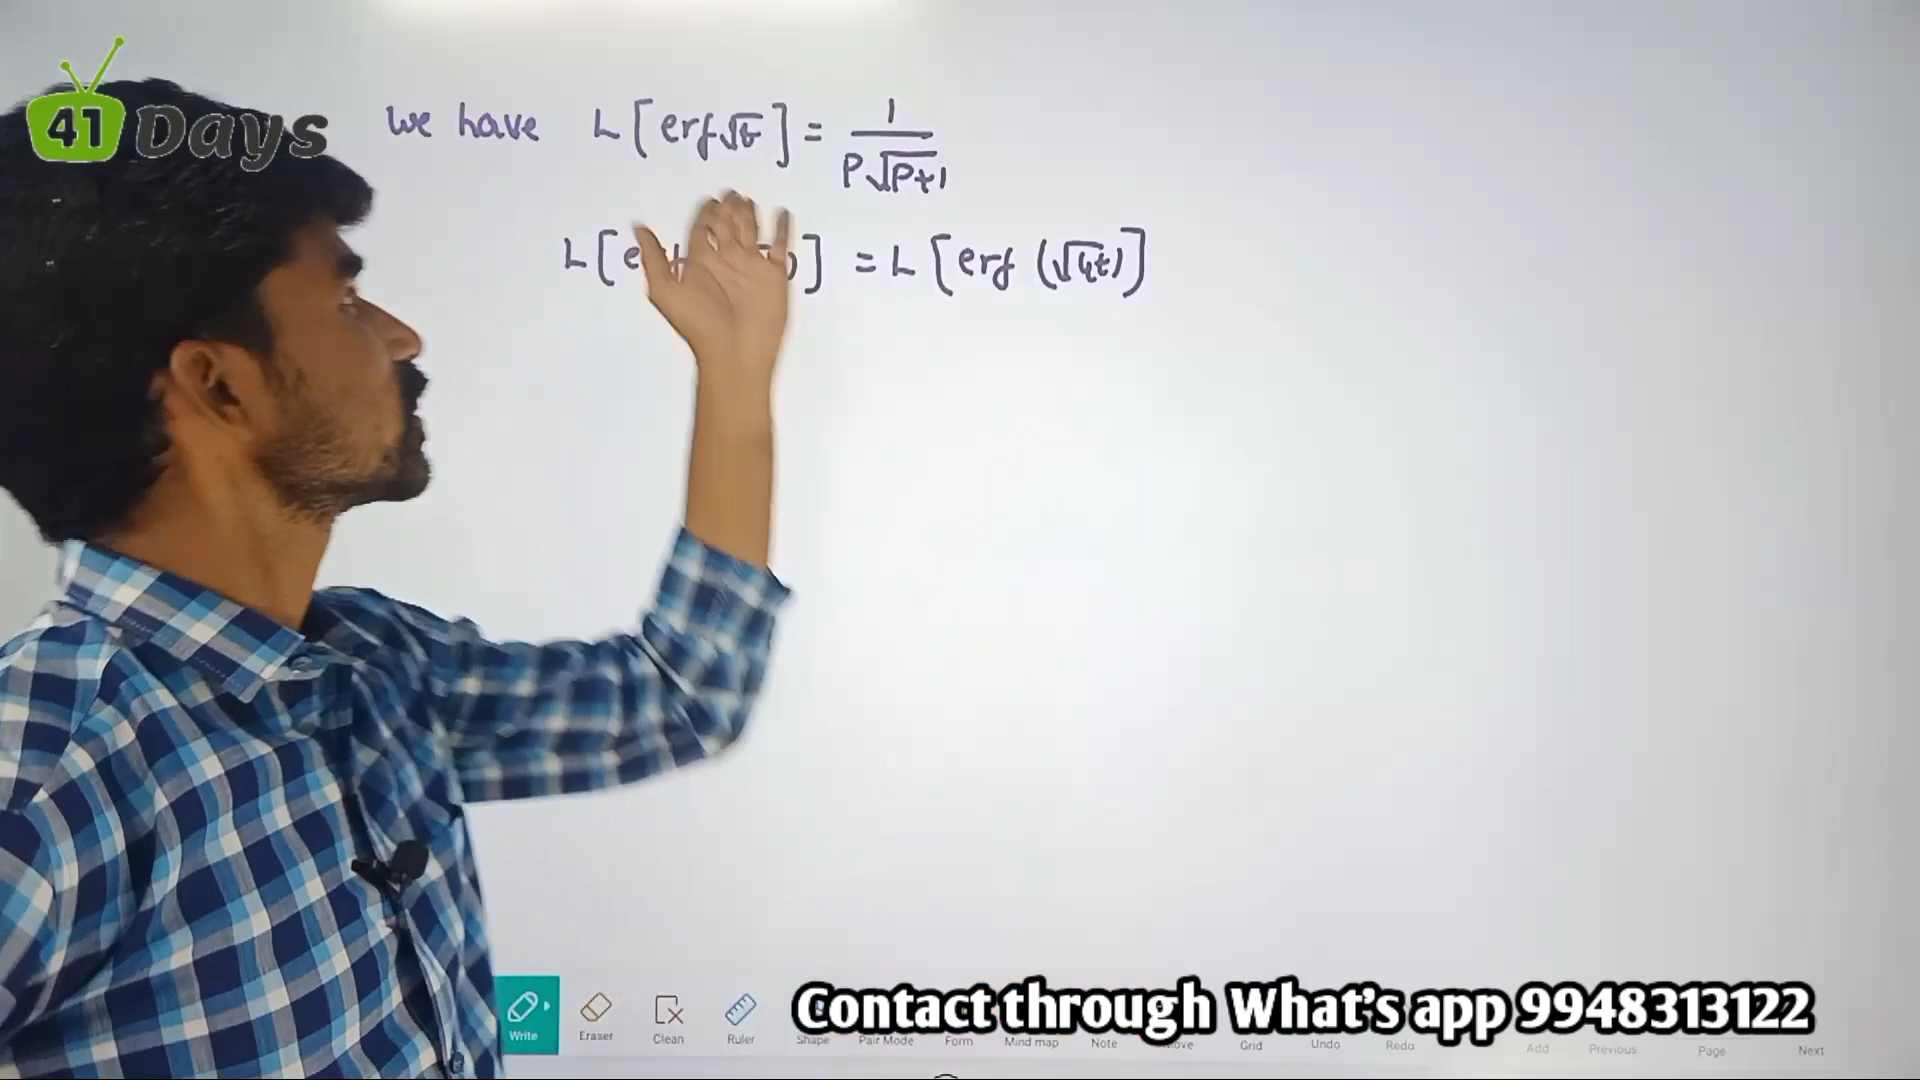 41 Days
We have L[erf√t] = 1/(P√(P+1))
L[erf )] = L[erf (√4t)]
Write Eraser Clean Ruler Shape Pair Mode Form Mind map Note Grid Undo Redo Add Previous Page Next
Contact through What's app 9948313122